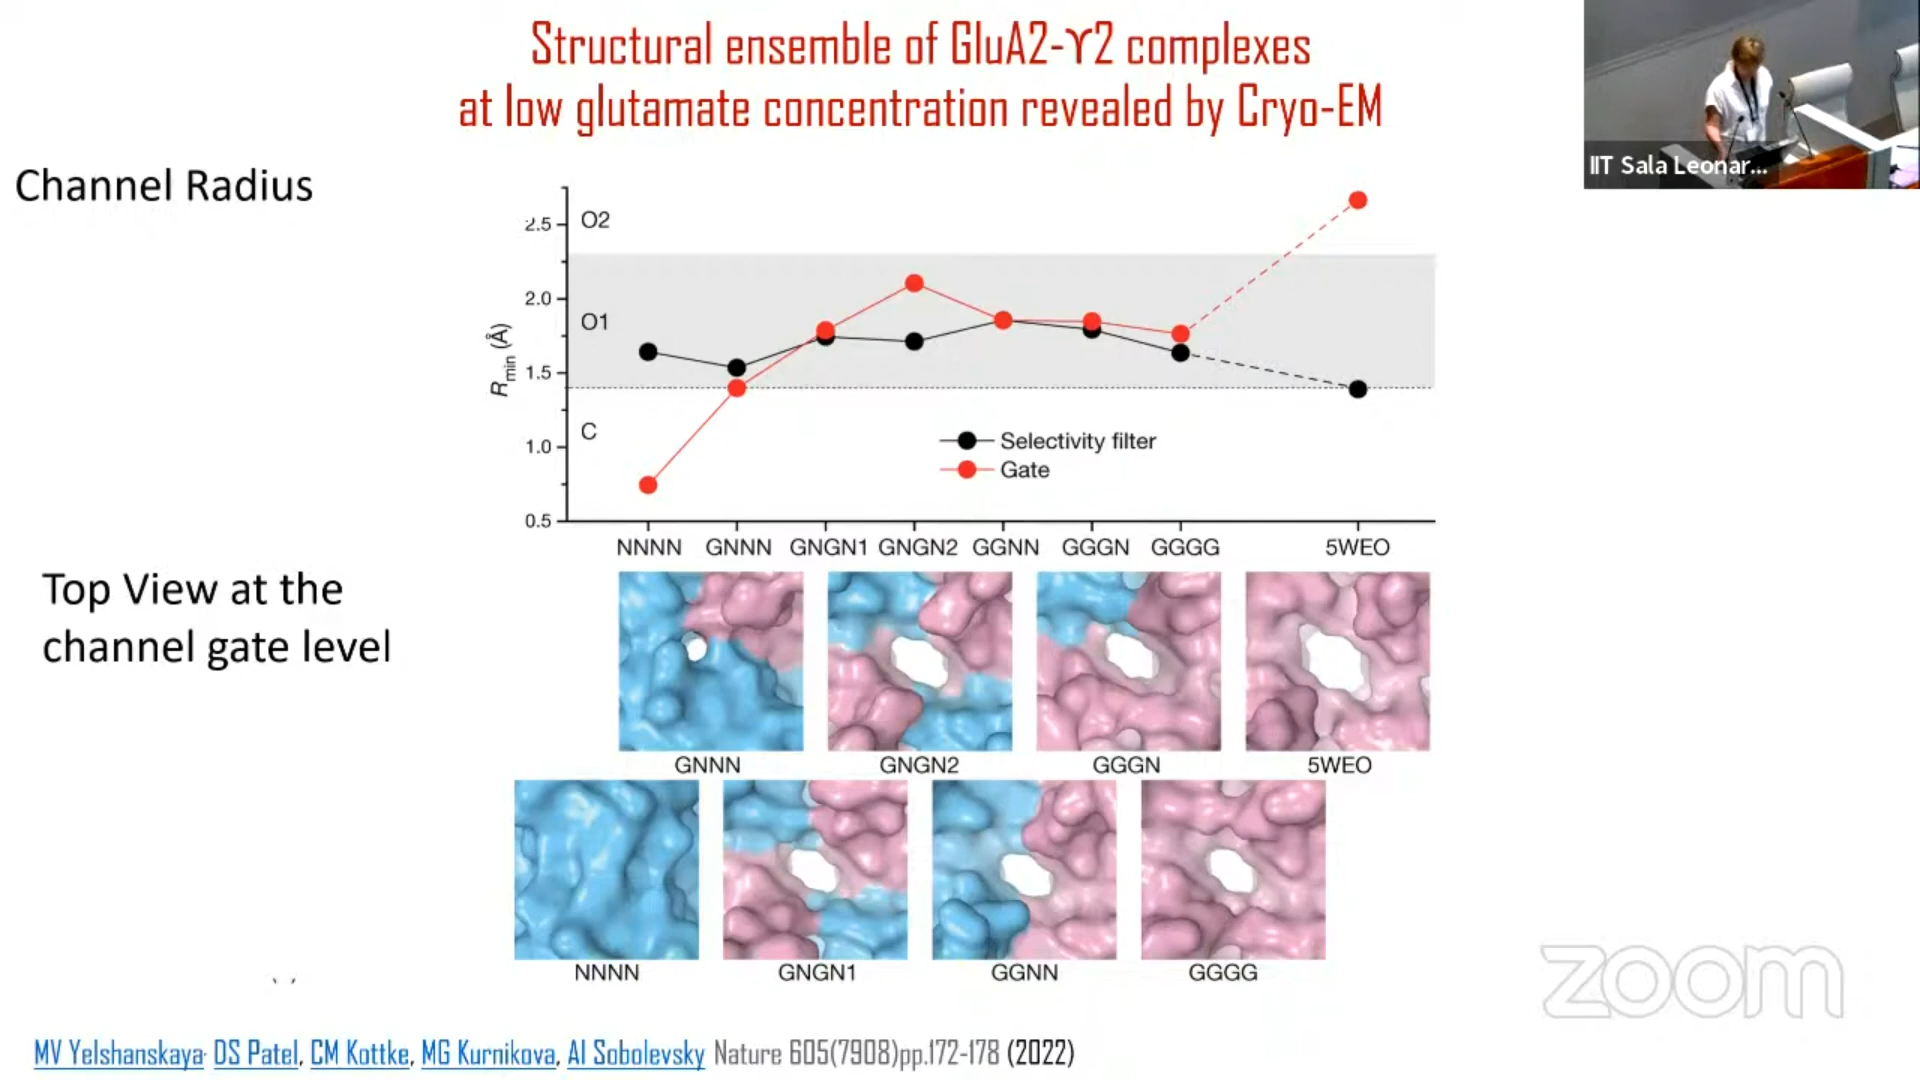 Structural ensemble of GluA2-ϒ2 complexes
at low glutamate concentration revealed by Cryo-EM
IIT Sala Leonar...
Channel Radius
2.5
2.0
1.5
1.0
0.5
Rmin (Å)
O2
O1
C
Selectivity filter
Gate
NNNN GNNN GNGN1 GNGN2 GGNN GGGN GGGG 5WEO
Top View at the
channel gate level
GNNN GNGN2 GGGN 5WEO
NNNN GNGN1 GGNN GGGG
zoom
MV Yelshanskaya, DS Patel, CM Kottke, MG Kurnikova, AI Sobolevsky Nature 605(7908)pp.172-178 (2022)